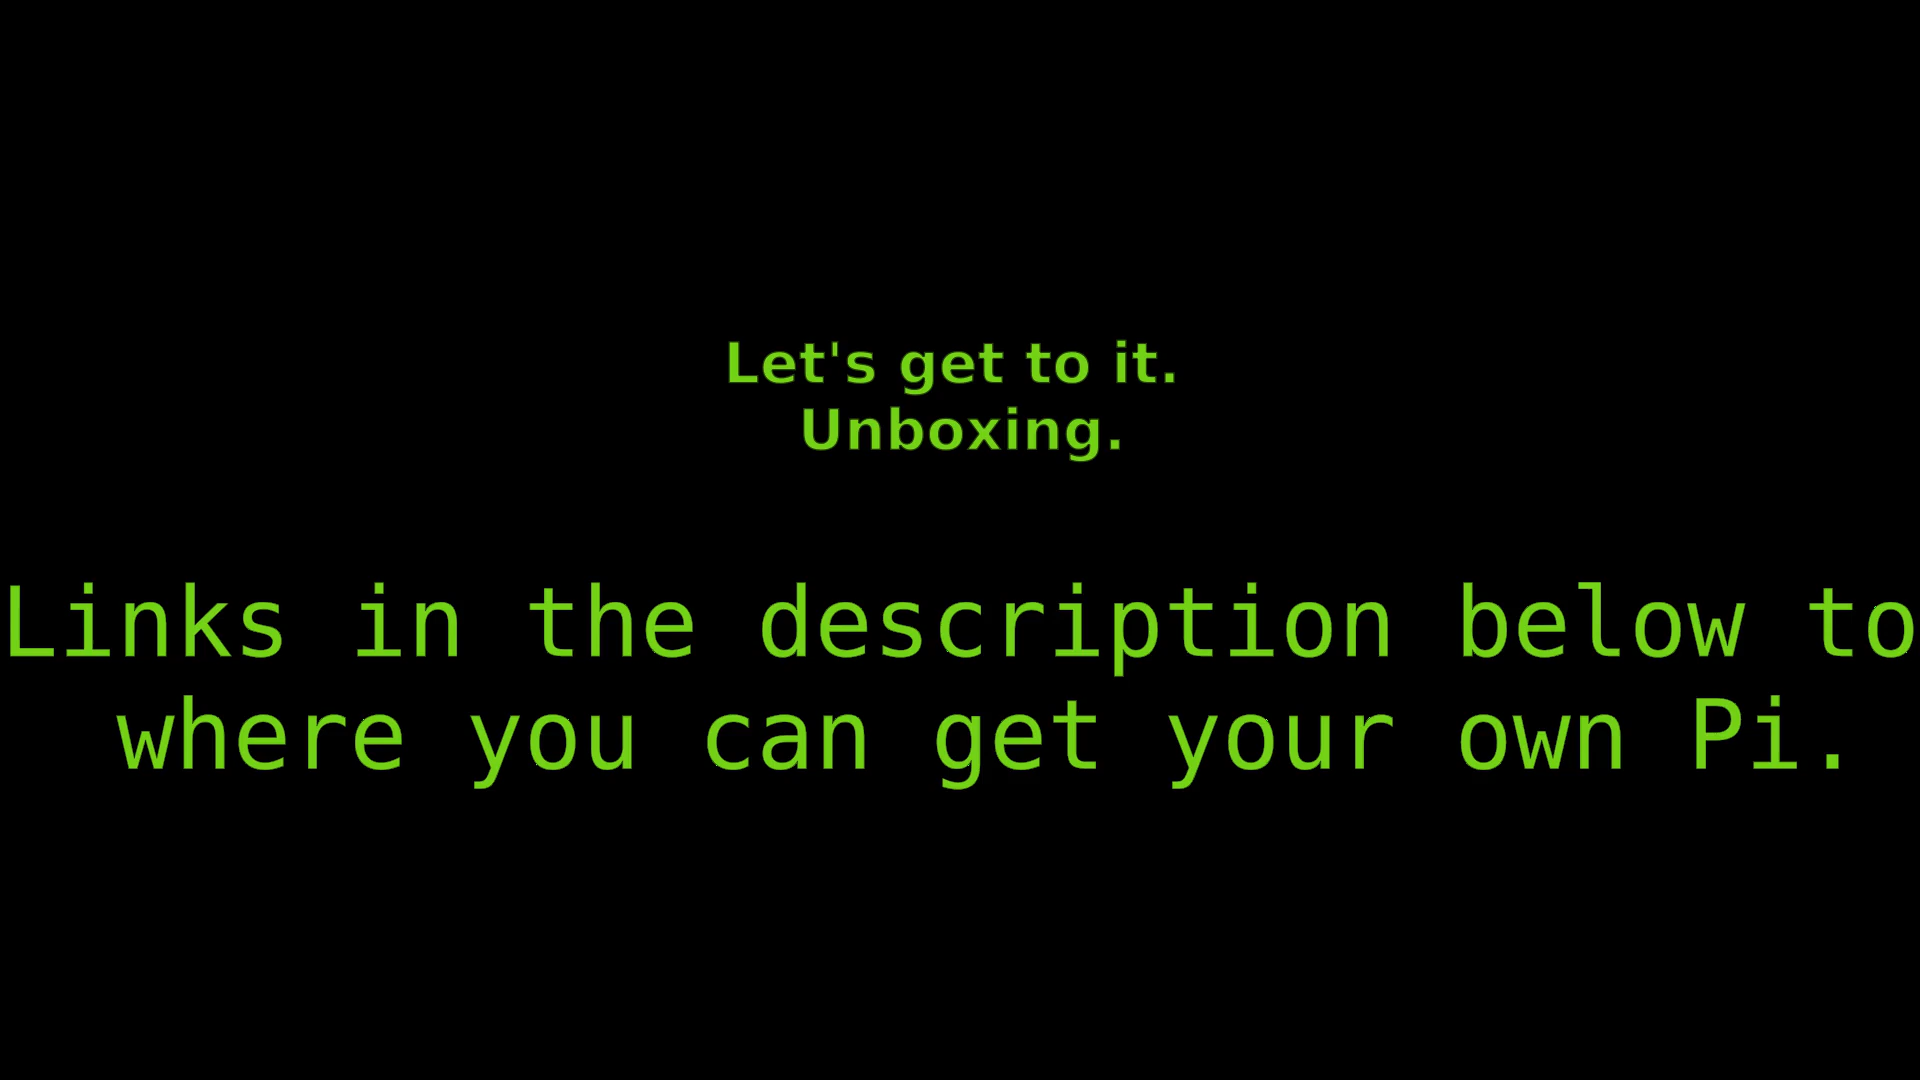 Let's get to it.
Unboxing.
Links in the description below to
where you can get your own Pi.